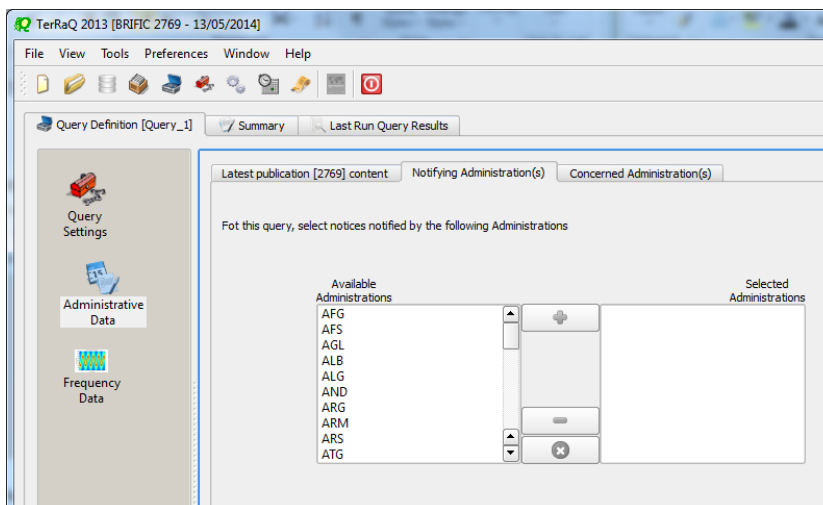 TerRaQ 2013 [BRIFIC 2769 - 13/05/2014]
File View Tools Preferences Window Help
Query Definition [Query_1] Summary Last Run Query Results
Query
Settings
Administrative
Data
Frequency
Data
Latest publication [2769] content Notifying Administration(s) Concerned Administration(s)
Fot this query, select notices notified by the following Administrations
Available
Administrations
Selected
Administrations
AFG
AFS
AGL
ALB
ALG
AND
ARG
ARM
ARS
ATG